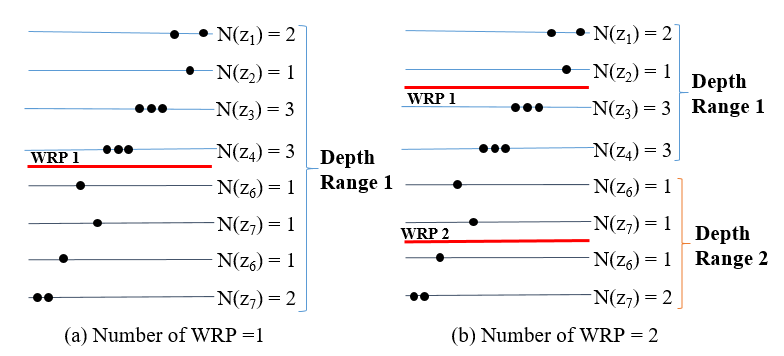 N(z₁) = 2
N(z₂) = 1
N(z₃) = 3
N(z₄) = 3
WRP 1
N(z₆) = 1
N(z₇) = 1
N(z₆) = 1
N(z₇) = 2
Depth
Range 1
(a) Number of WRP =1
N(z₁) = 2
N(z₂) = 1
WRP 1
N(z₃) = 3
N(z₄) = 3
Depth
Range 1
N(z₆) = 1
N(z₇) = 1
WRP 2
N(z₆) = 1
N(z₇) = 2
Depth
Range 2
(b) Number of WRP = 2